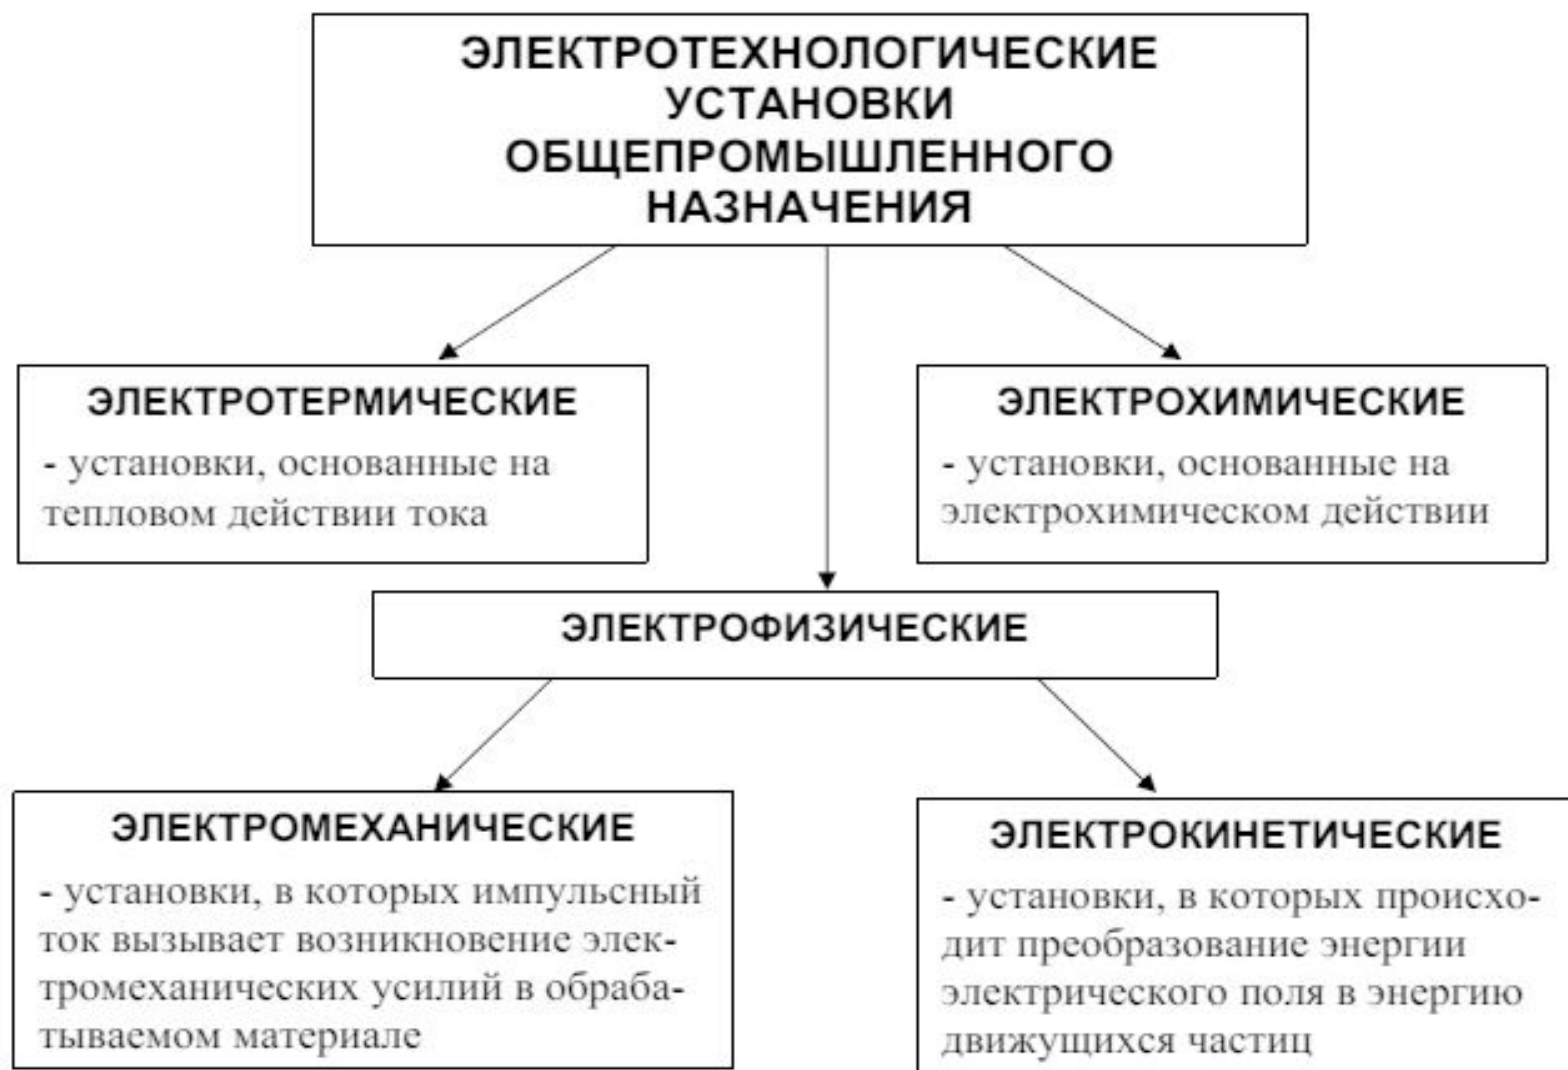 ЭЛЕКТРОТЕХНОЛОГИЧЕСКИЕ
УСТАНОВКИ
ОБЩЕПРОМЫШЛЕННОГО
НАЗНАЧЕНИЯ
ЭЛЕКТРОТЕРМИЧЕСКИЕ
- установки, основанные на
тепловом действии тока
ЭЛЕКТРОХИМИЧЕСКИЕ
- установки, основанные на
электрохимическом действии
ЭЛЕКТРОФИЗИЧЕСКИЕ
ЭЛЕКТРОМЕХАНИЧЕСКИЕ
- установки, в которых импульсный
ток вызывает возникновение элек-
тромеханических усилий в обраба-
тываемом материале
ЭЛЕКТРОКИНЕТИЧЕСКИЕ
- установки, в которых происхо-
дит преобразование энергии
электрического поля в энергию
движущихся частиц